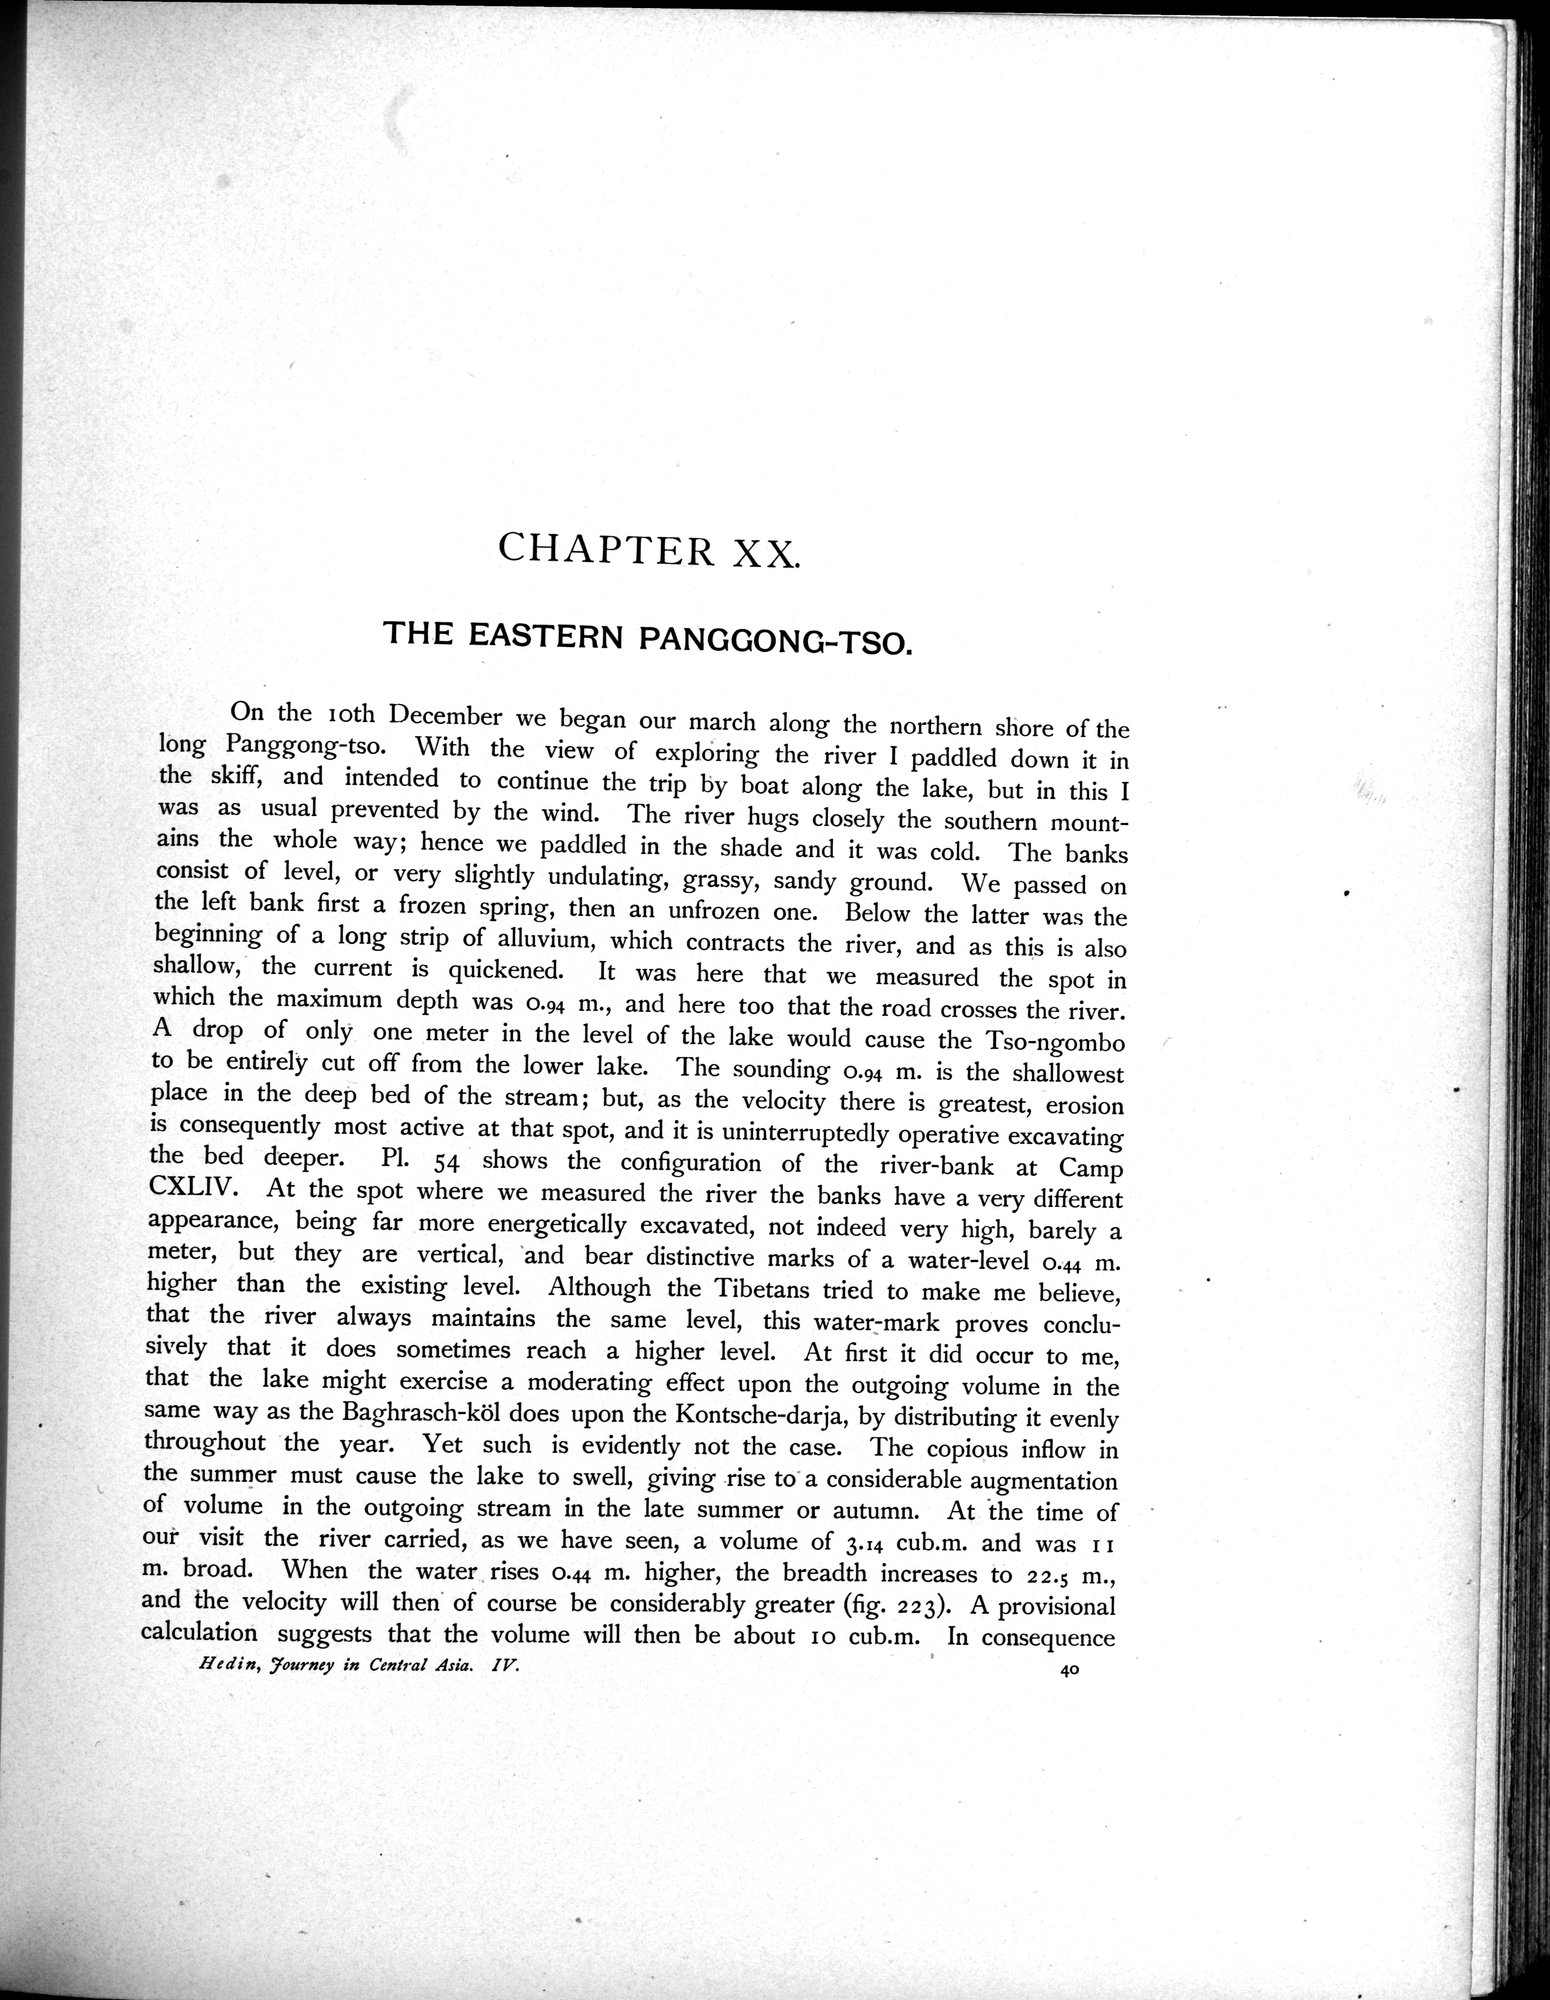 CHAPTER XX.
THE EASTERN PANGGONG-TSO.
On the 10th December we began our march along the northern shore of the
long Panggong-tso. With the view of exploring the river I paddled down it in
the skiff, and intended to continue the trip by boat along the lake, but in this I
was as usual prevented by the wind. The river hugs closely the southern mount-
ains the whole way; hence we paddled in the shade and it was cold. The banks
consist of level, or very slightly undulating, grassy, sandy ground. We passed on
the left bank first a frozen spring, then an unfrozen one. Below the latter was the
beginning of a long strip of alluvium, which contracts the river, and as this is also
shallow, the current is quickened. It was here that we measured the spot in
which the maximum depth was 0.94 m., and here too that the road crosses the river.
A drop of only one meter in the level of the lake would cause the Tso-ngombo
to be entirely cut off from the lower lake. The sounding 0.94 m. is the shallowest
place in the deep bed of the stream; but, as the velocity there is greatest, erosion
is consequently most active at that spot, and it is uninterruptedly operative excavating
the bed deeper. Pl. 54 shows the configuration of the river-bank at Camp
CXLIV. At the spot where we measured the river the banks have a very different
appearance, being far more energetically excavated, not indeed very high, barely a
meter, but they are vertical, and bear distinctive marks of a water-level 0.44 m.
higher than the existing level. Although the Tibetans tried to make me believe,
that the river always maintains the same level, this water-mark proves conclu-
sively that it does sometimes reach a higher level. At first it did occur to me,
that the lake might exercise a moderating effect upon the outgoing volume in the
same way as the Baghrasch-köl does upon the Kontsche-darja, by distributing it evenly
throughout the year. Yet such is evidently not the case. The copious inflow in
the summer must cause the lake to swell, giving rise to a considerable augmentation
of volume in the outgoing stream in the late summer or autumn. At the time of
our visit the river carried, as we have seen, a volume of 3.14 cub.m. and was 11
m. broad. When the water rises 0.44 m. higher, the breadth increases to 22.5 m.,
and the velocity will then of course be considerably greater (fig. 223). A provisional
calculation suggests that the volume will then be about 10 cub.m. In consequence
Hedin, Journey in Central Asia. IV. 40